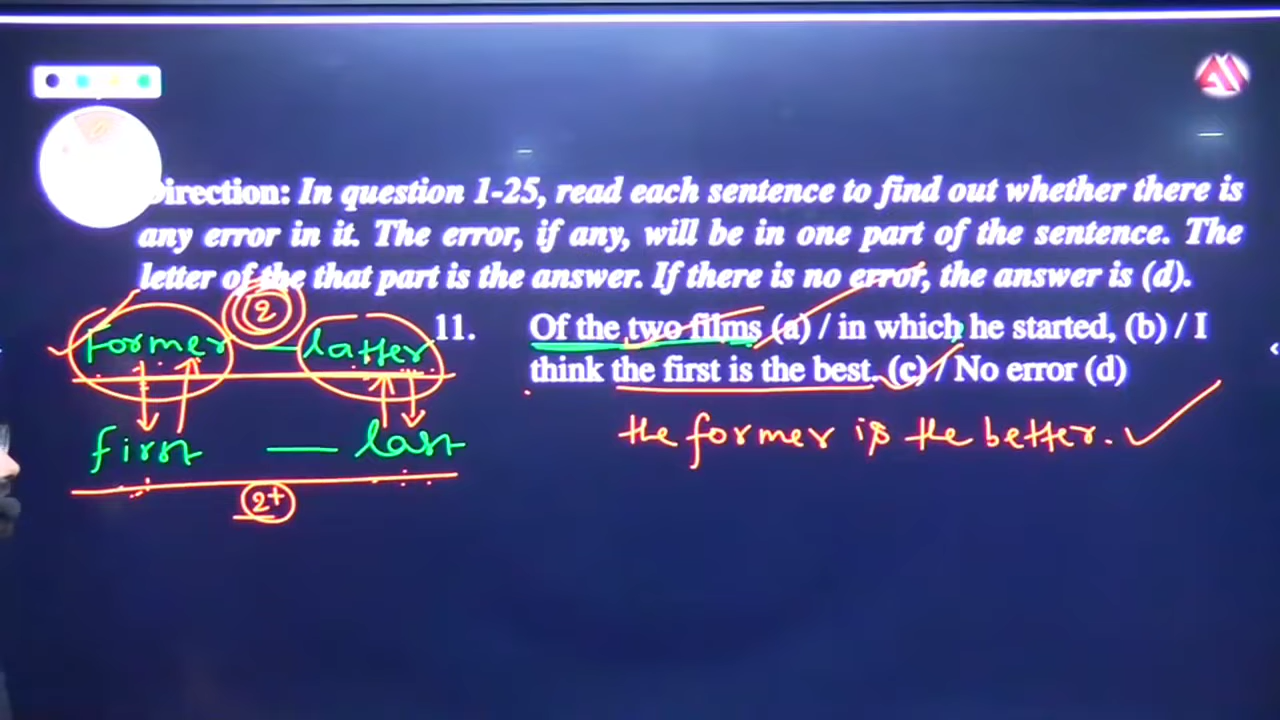 Direction: In question 1-25, read each sentence to find out whether there is
any error in it. The error, if any, will be in one part of the sentence. The
letter of the that part is the answer. If there is no error, the answer is (d).
11. Of the two films (a) / in which he started, (b) / I
think the first is the best. (c) / No error (d)
the former is the better.
2
Former — latter
first — last
2+